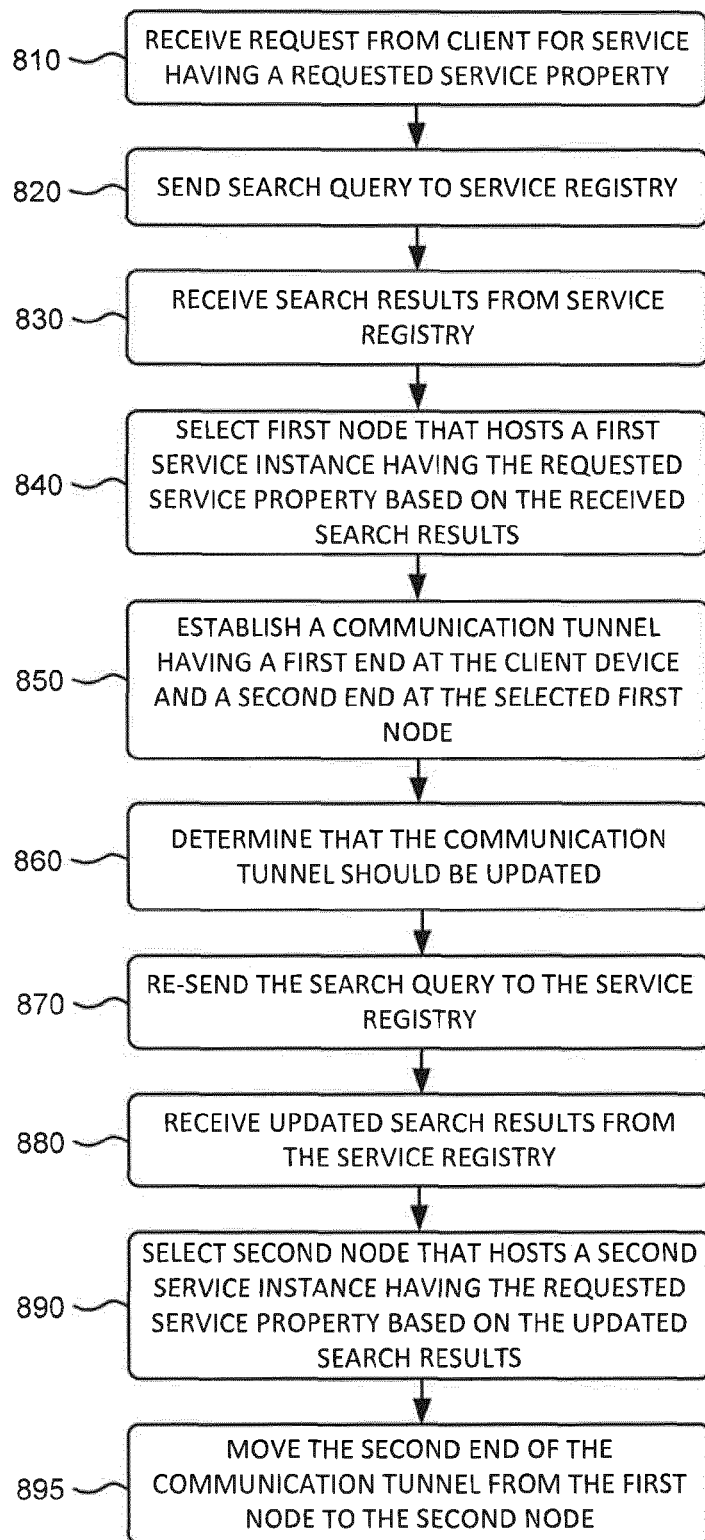 810
RECEIVE REQUEST FROM CLIENT FOR SERVICE
HAVING A REQUESTED SERVICE PROPERTY
820
SEND SEARCH QUERY TO SERVICE REGISTRY
830
RECEIVE SEARCH RESULTS FROM SERVICE
REGISTRY
840
SELECT FIRST NODE THAT HOSTS A FIRST
SERVICE INSTANCE HAVING THE REQUESTED
SERVICE PROPERTY BASED ON THE RECEIVED
SEARCH RESULTS
850
ESTABLISH A COMMUNICATION TUNNEL
HAVING A FIRST END AT THE CLIENT DEVICE
AND A SECOND END AT THE SELECTED FIRST
NODE
860
DETERMINE THAT THE COMMUNICATION
TUNNEL SHOULD BE UPDATED
870
RE-SEND THE SEARCH QUERY TO THE SERVICE
REGISTRY
880
RECEIVE UPDATED SEARCH RESULTS FROM
THE SERVICE REGISTRY
890
SELECT SECOND NODE THAT HOSTS A SECOND
SERVICE INSTANCE HAVING THE REQUESTED
SERVICE PROPERTY BASED ON THE UPDATED
SEARCH RESULTS
895
MOVE THE SECOND END OF THE
COMMUNICATION TUNNEL FROM THE FIRST
NODE TO THE SECOND NODE